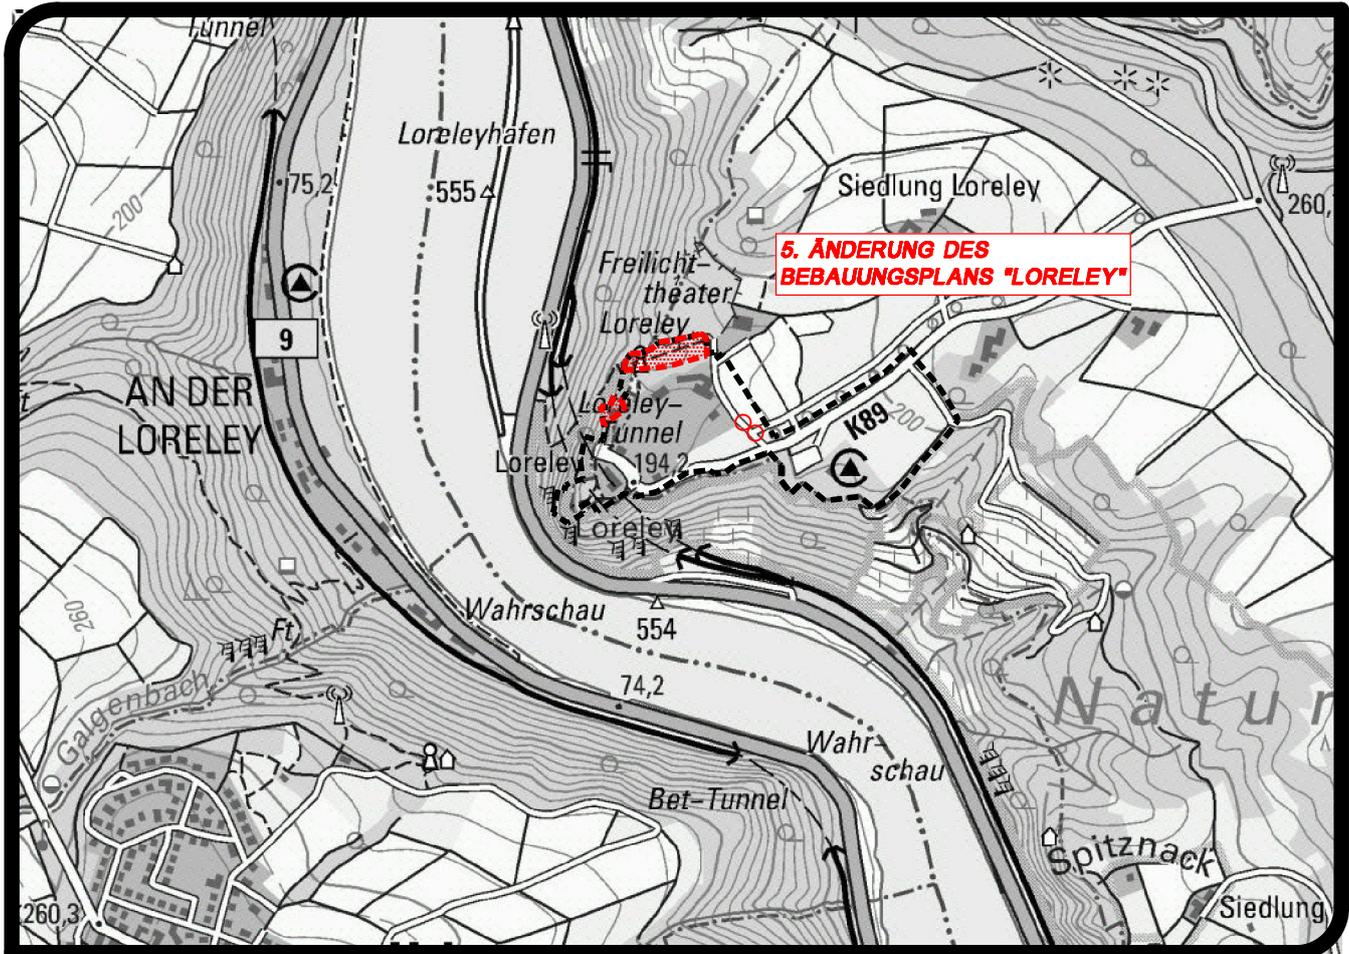 Tunnel
Loreleyhafen
75,2
555
200
Siedlung Loreley
260,
5. ÄNDERUNG DES
BEBAUUNGSPLANS "LORELEY"
Freilicht-
theater
Loreley
9
AN DER
LORELEY
Loreley-
Tunnel
K89
200
Loreley
194,2
Loreley
Wahrschau
554
260
Ft
74,2
Galgenbach
Natur
Wahr-
schau
Bet-Tunnel
Spitznack
260,3
Siedlung